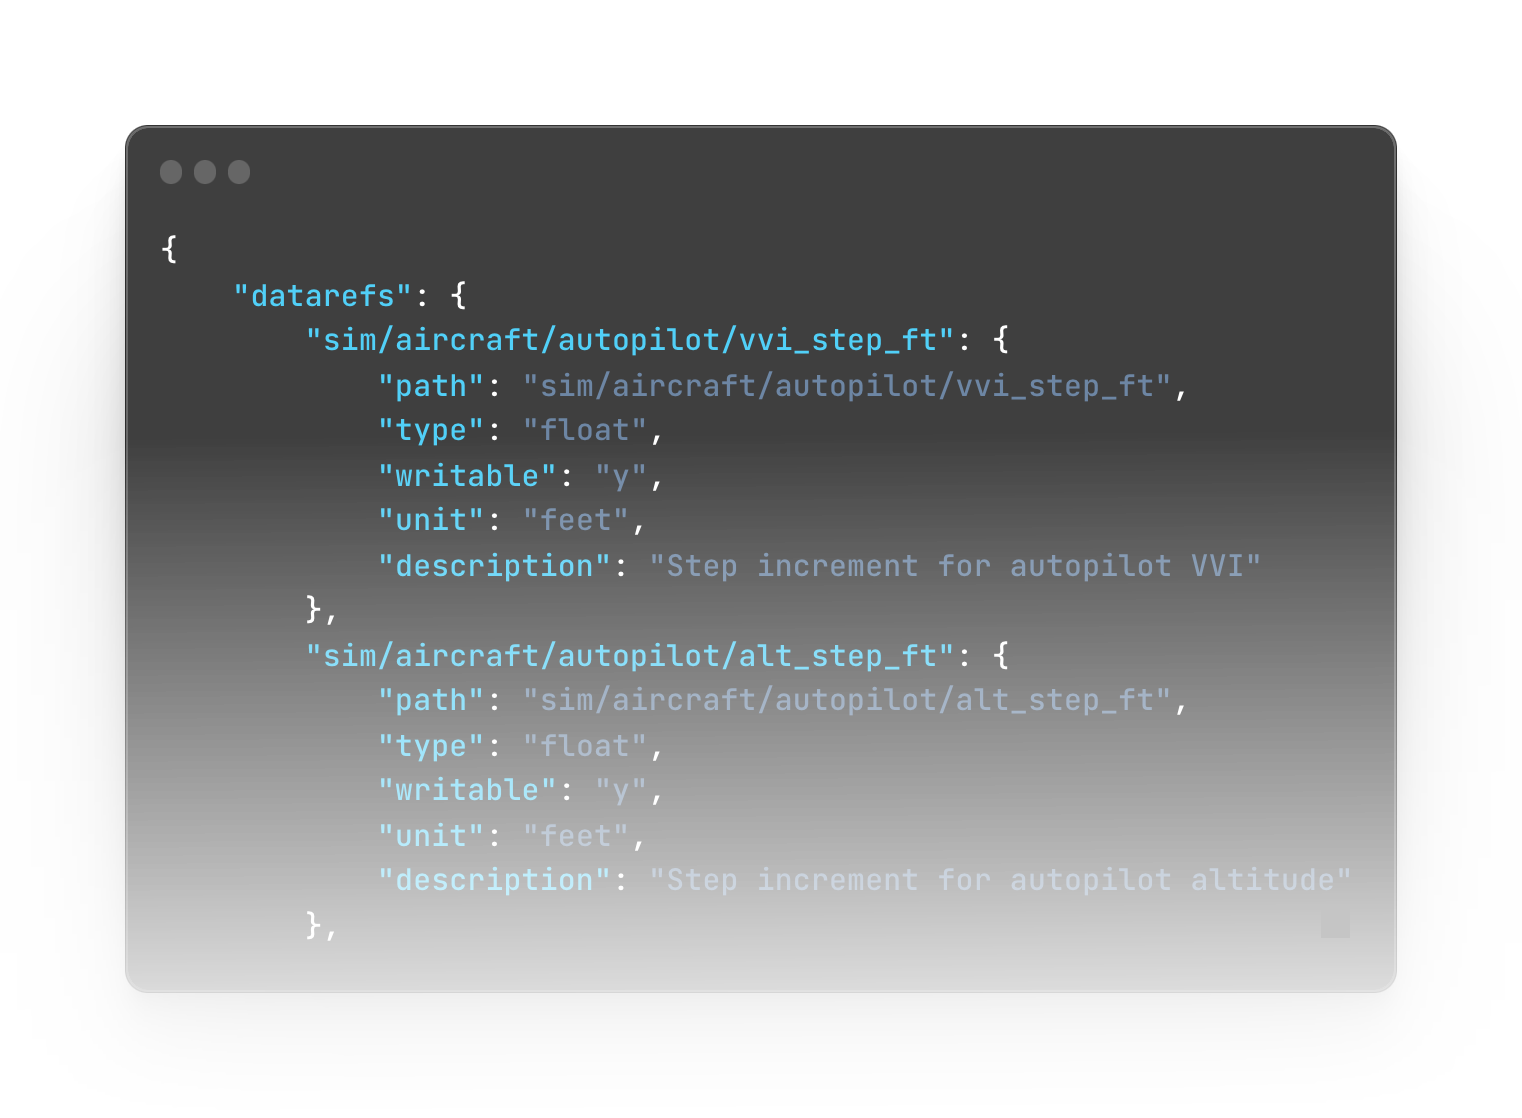 {
    "datarefs": {
        "sim/aircraft/autopilot/vvi_step_ft": {
            "path": "sim/aircraft/autopilot/vvi_step_ft",
            "type": "float",
            "writable": "y",
            "unit": "feet",
            "description": "Step increment for autopilot VVI"
        },
        "sim/aircraft/autopilot/alt_step_ft": {
            "path": "sim/aircraft/autopilot/alt_step_ft",
            "type": "float",
            "writable": "y",
            "unit": "feet",
            "description": "Step increment for autopilot altitude"
        },